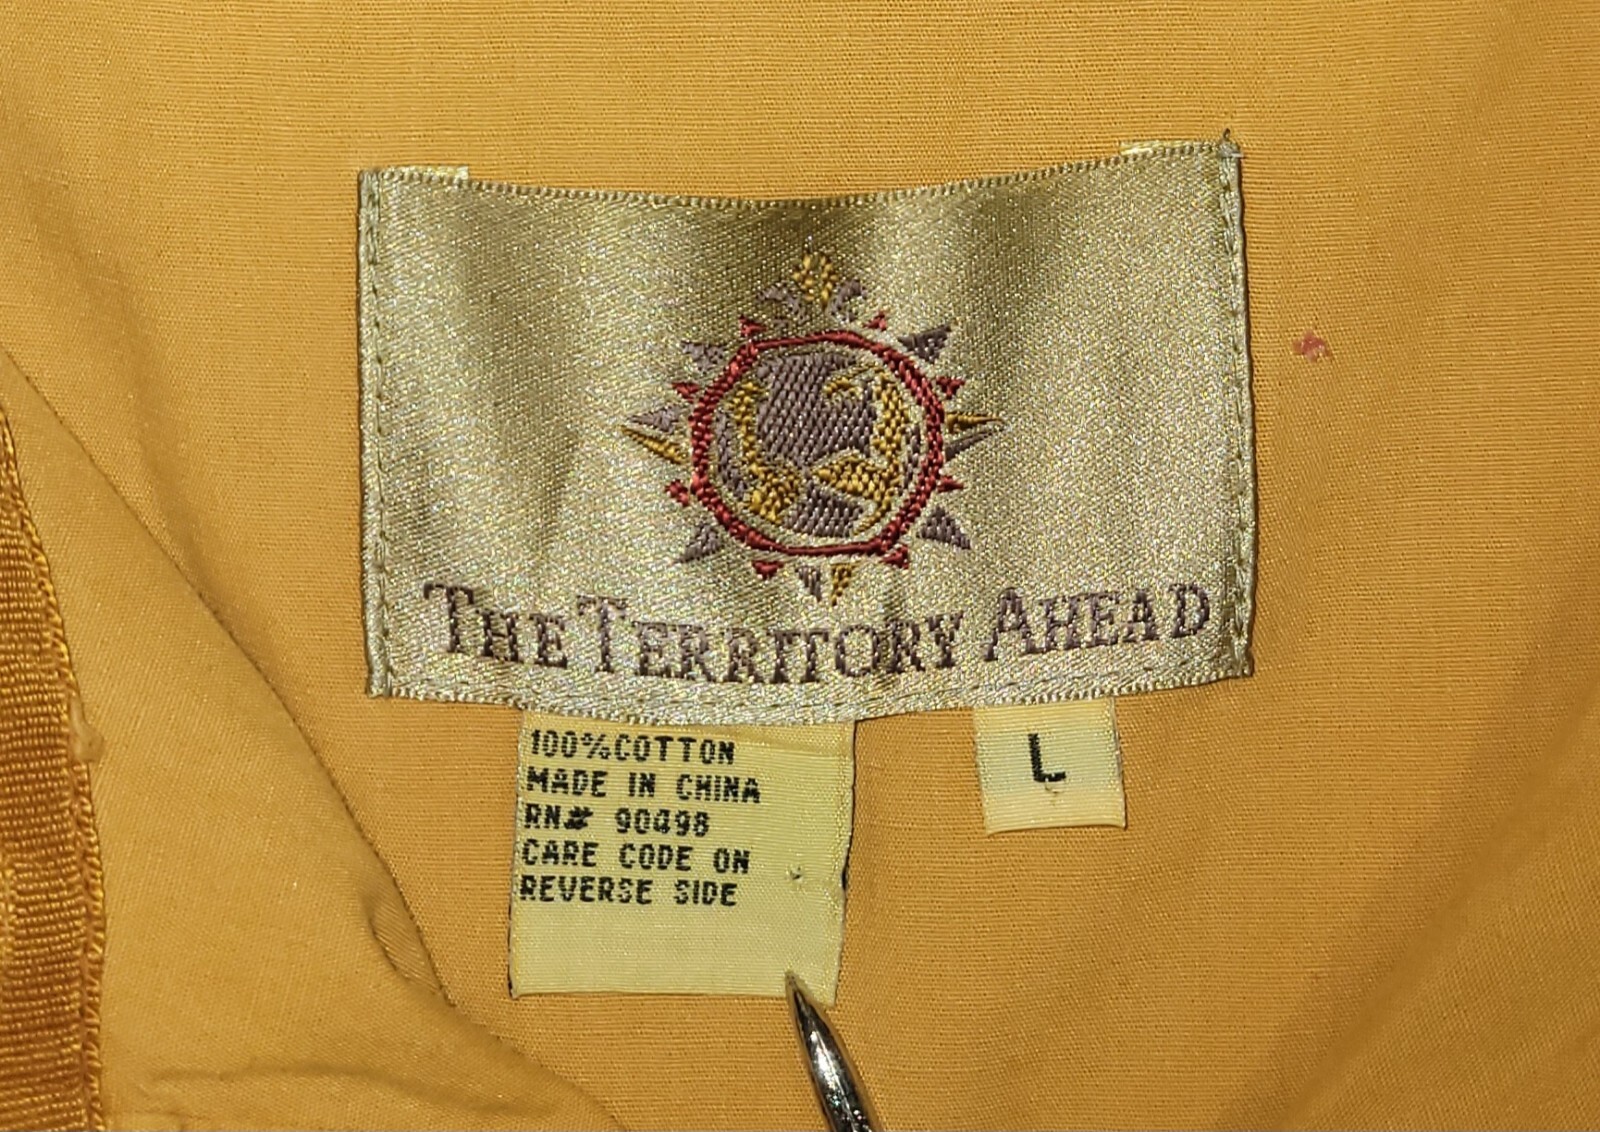 THE TERRITORY AHEAD
100% COTTON
MADE IN CHINA
RN# 90498
CARE CODE ON
REVERSE SIDE
L